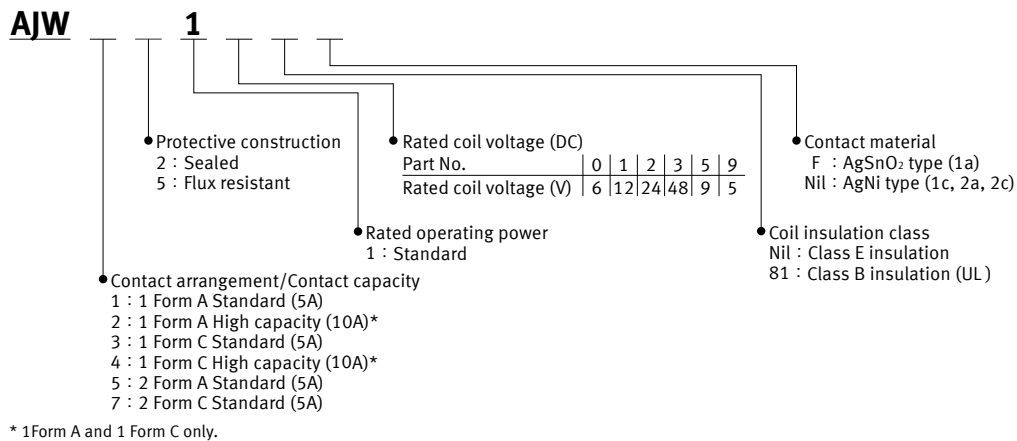 AJW 1
Protective construction
2 : Sealed
5 : Flux resistant
Rated coil voltage (DC)
Part No. 0 1 2 3 5 9
Rated coil voltage (V) 6 12 24 48 9 5
Contact material
F : AgSnO₂ type (1a)
Nil : AgNi type (1c, 2a, 2c)
Rated operating power
1 : Standard
Coil insulation class
Nil : Class E insulation
81 : Class B insulation (UL)
Contact arrangement/Contact capacity
1 : 1 Form A Standard (5A)
2 : 1 Form A High capacity (10A)*
3 : 1 Form C Standard (5A)
4 : 1 Form C High capacity (10A)*
5 : 2 Form A Standard (5A)
7 : 2 Form C Standard (5A)
* 1Form A and 1 Form C only.